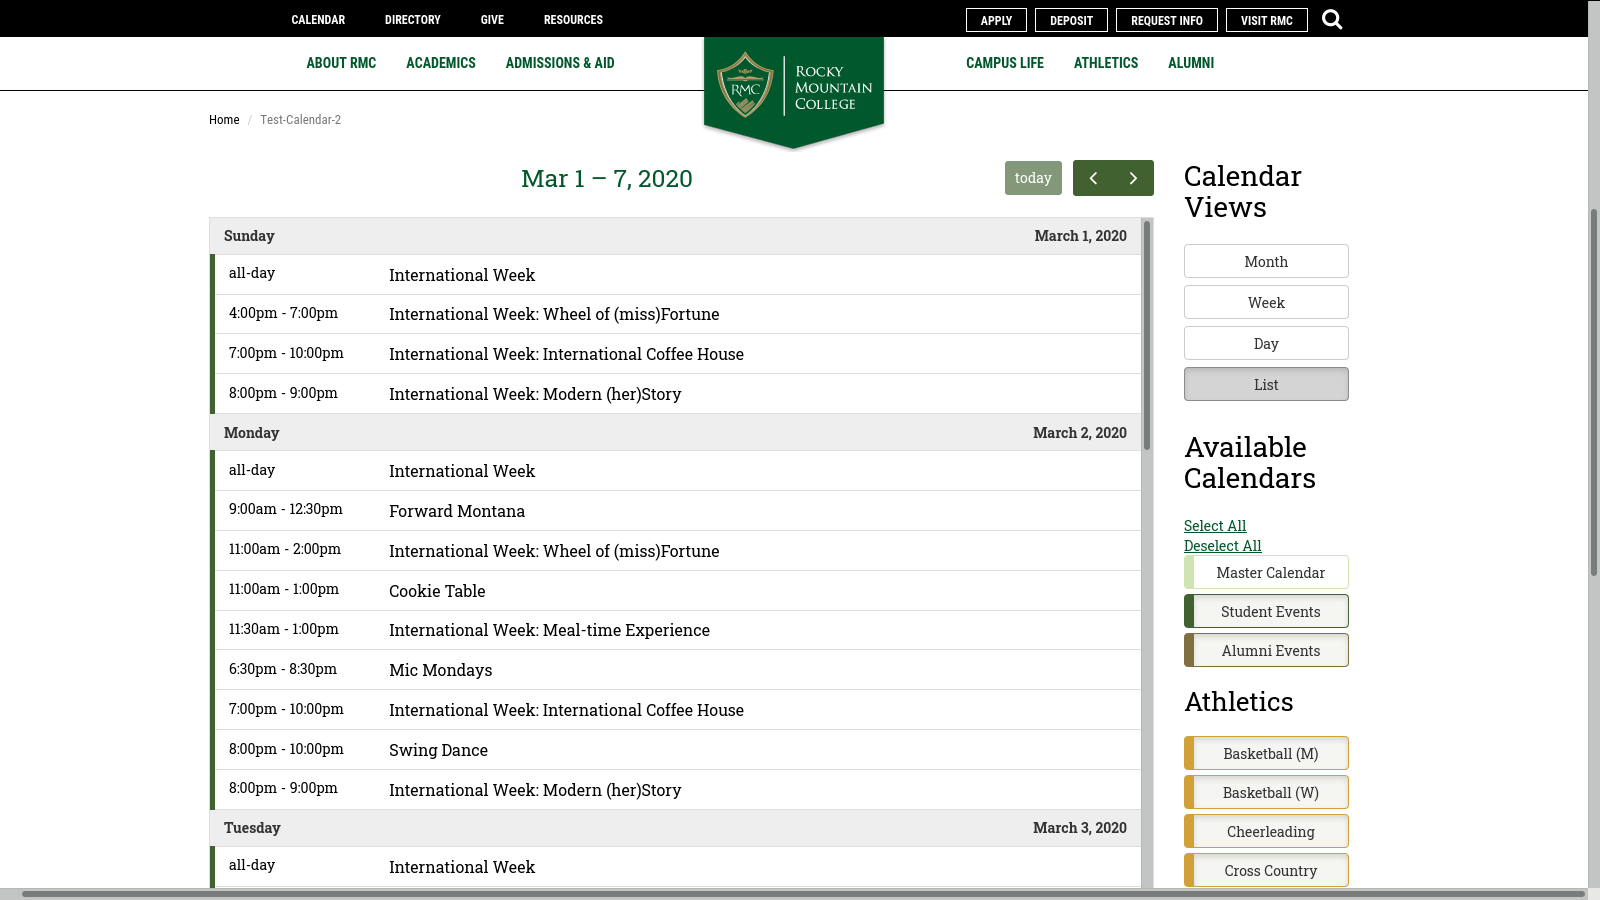 CALENDAR DIRECTORY GIVE RESOURCES
APPLY DEPOSIT REQUEST INFO VISIT RMC
ABOUT RMC ACADEMICS ADMISSIONS & AID
RMC
ROCKY
MOUNTAIN
COLLEGE
CAMPUS LIFE ATHLETICS ALUMNI
Home / Test-Calendar-2
Mar 1 – 7, 2020
today
Sunday March 1, 2020
all-day International Week
4:00pm - 7:00pm International Week: Wheel of (miss)Fortune
7:00pm - 10:00pm International Week: International Coffee House
8:00pm - 9:00pm International Week: Modern (her)Story
Monday March 2, 2020
all-day International Week
9:00am - 12:30pm Forward Montana
11:00am - 2:00pm International Week: Wheel of (miss)Fortune
11:00am - 1:00pm Cookie Table
11:30am - 1:00pm International Week: Meal-time Experience
6:30pm - 8:30pm Mic Mondays
7:00pm - 10:00pm International Week: International Coffee House
8:00pm - 10:00pm Swing Dance
8:00pm - 9:00pm International Week: Modern (her)Story
Tuesday March 3, 2020
all-day International Week
Calendar
Views
Month
Week
Day
List
Available
Calendars
Select All
Deselect All
Master Calendar
Student Events
Alumni Events
Athletics
Basketball (M)
Basketball (W)
Cheerleading
Cross Country